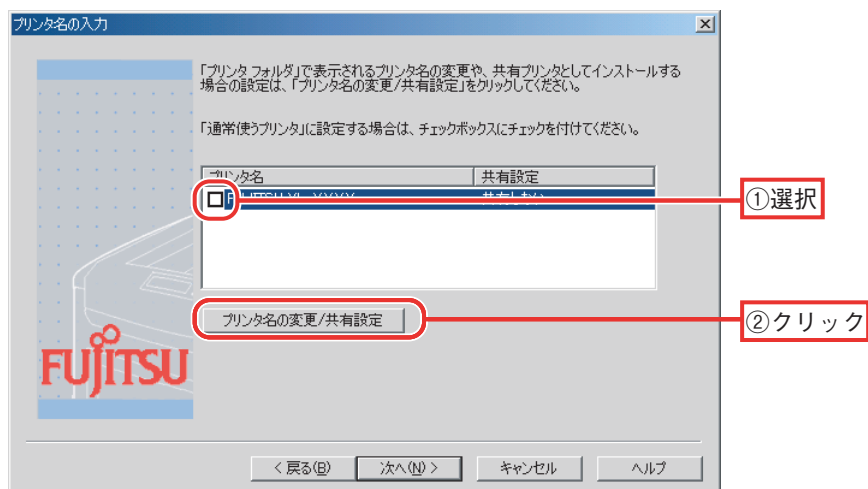 プリンタ名の入力
「プリンタ フォルダ」で表示されるプリンタ名の変更や、共有プリンタとしてインストールする
場合の設定は、「プリンタ名の変更/共有設定」をクリックしてください。
「通常使うプリンタ」に設定する場合は、チェックボックスにチェックを付けてください。
プリンタ名 共有設定
FUJITSU XL-XXXX 共有しない
①選択
プリンタ名の変更/共有設定
②クリック
FUJITSU
< 戻る(B) 次へ(N) > キャンセル ヘルプ